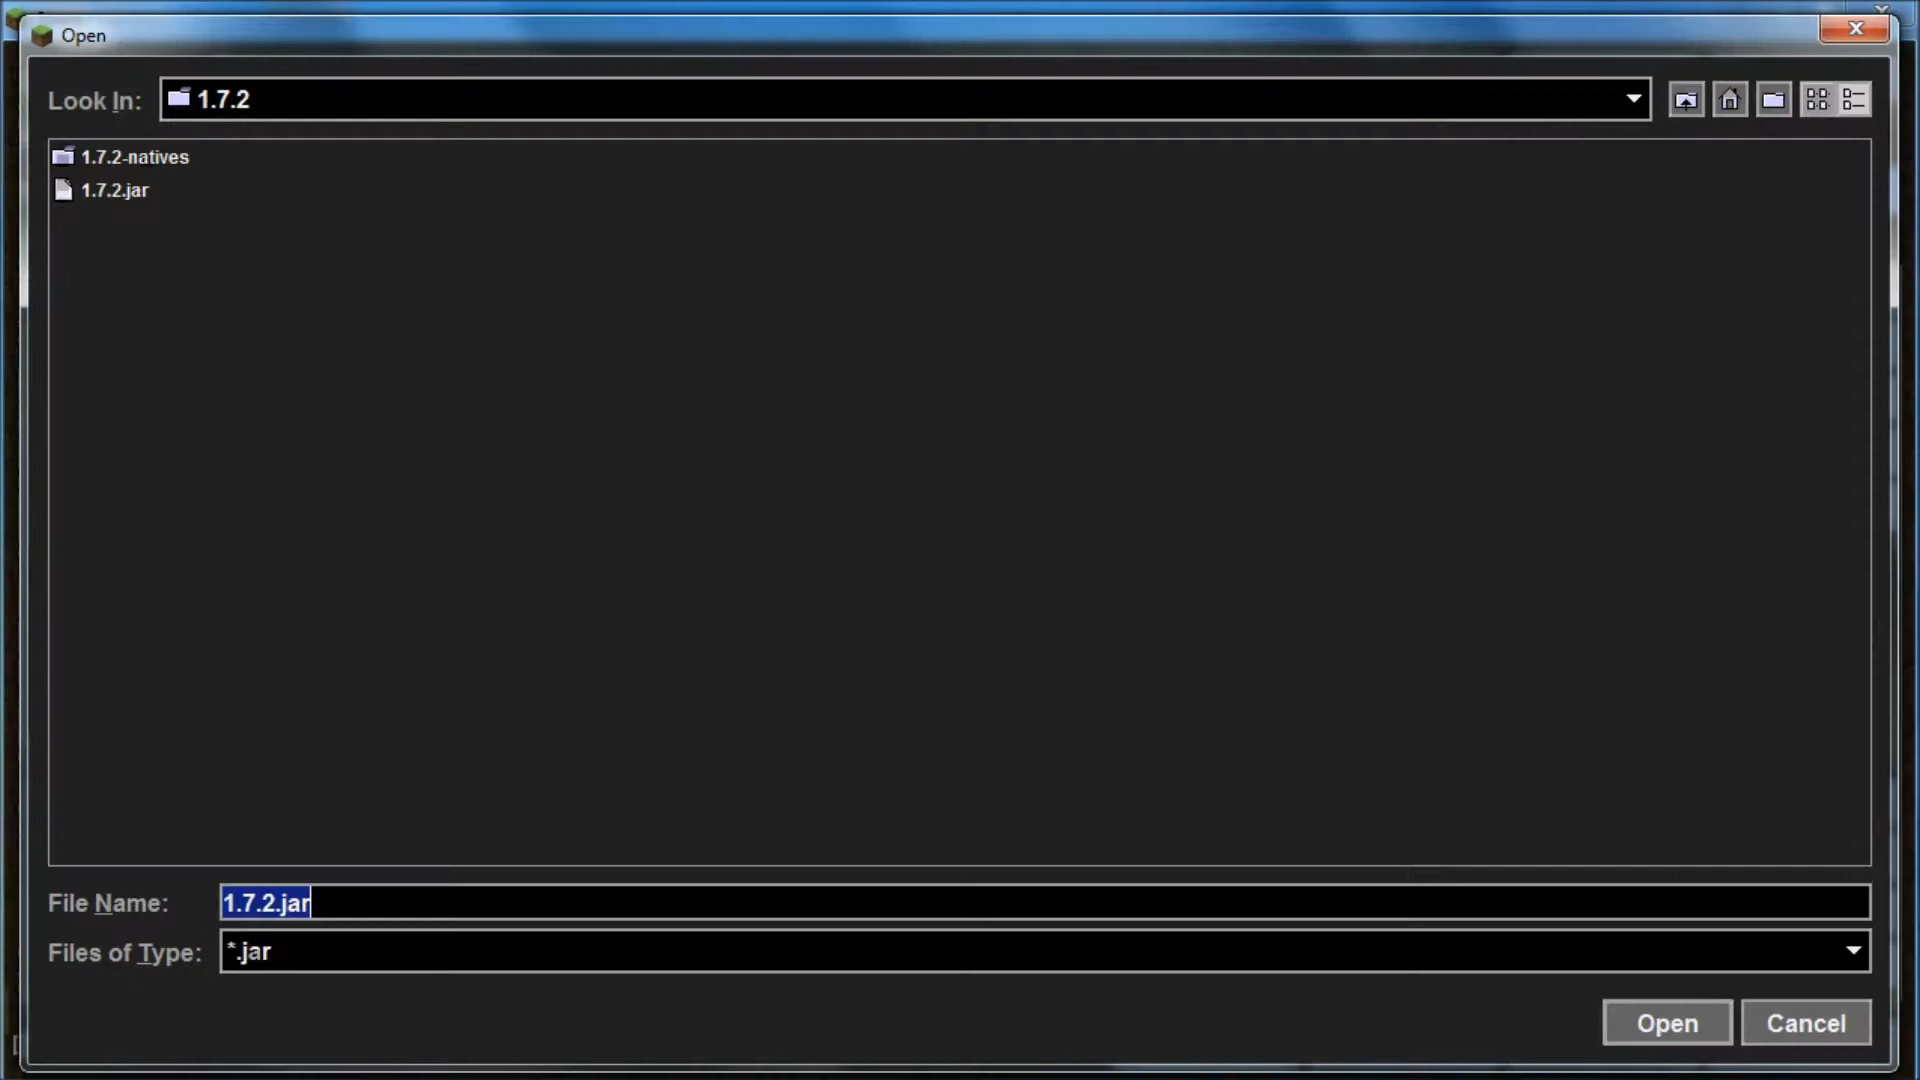 Open
Look In:
1.7.2
1.7.2-natives
1.7.2.jar
File Name:
1.7.2.jar
Files of Type:
*.jar
Open
Cancel